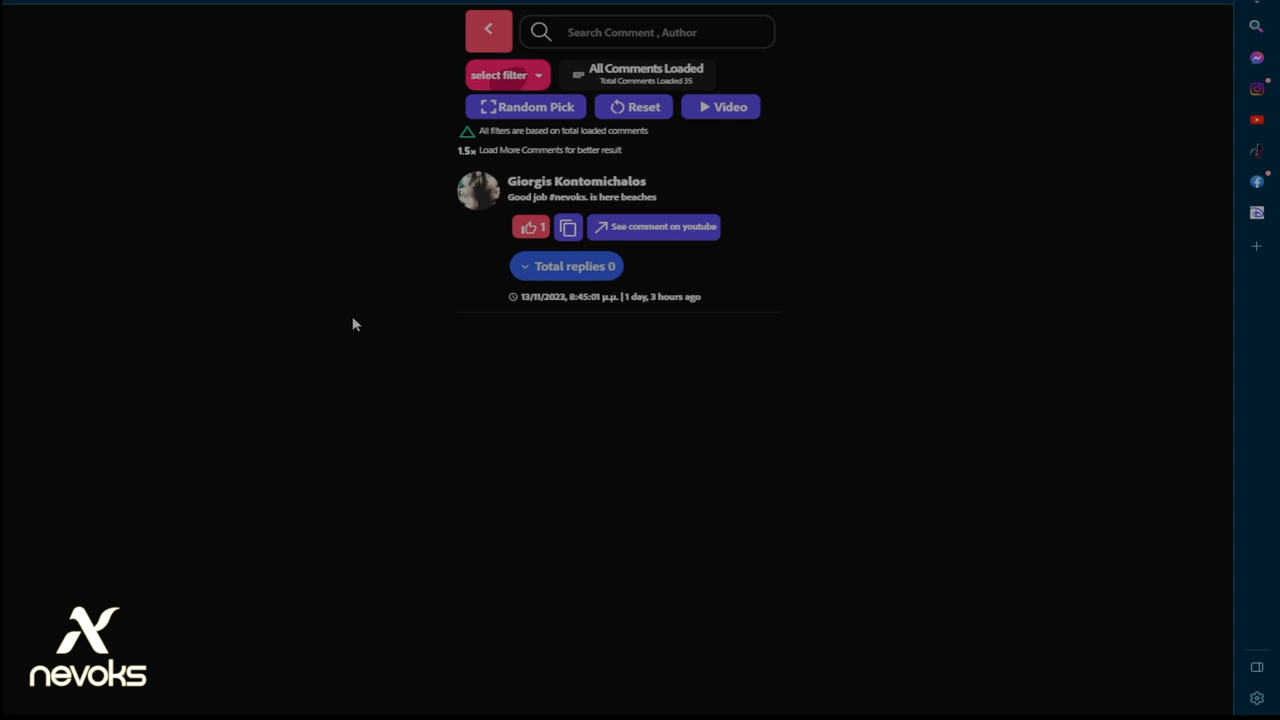 Search Comment , Author
select filter
All Comments Loaded
Total Comments Loaded 35
Random Pick
Reset
Video
All filters are based on total loaded comments
1.5x Load More Comments for better result
Giorgis Kontomichalos
Good job #nevoks. is here beaches
1
See comment on youtube
Total replies 0
13/11/2023, 8:45:01 μ.μ. | 1 day, 3 hours ago
nevoks